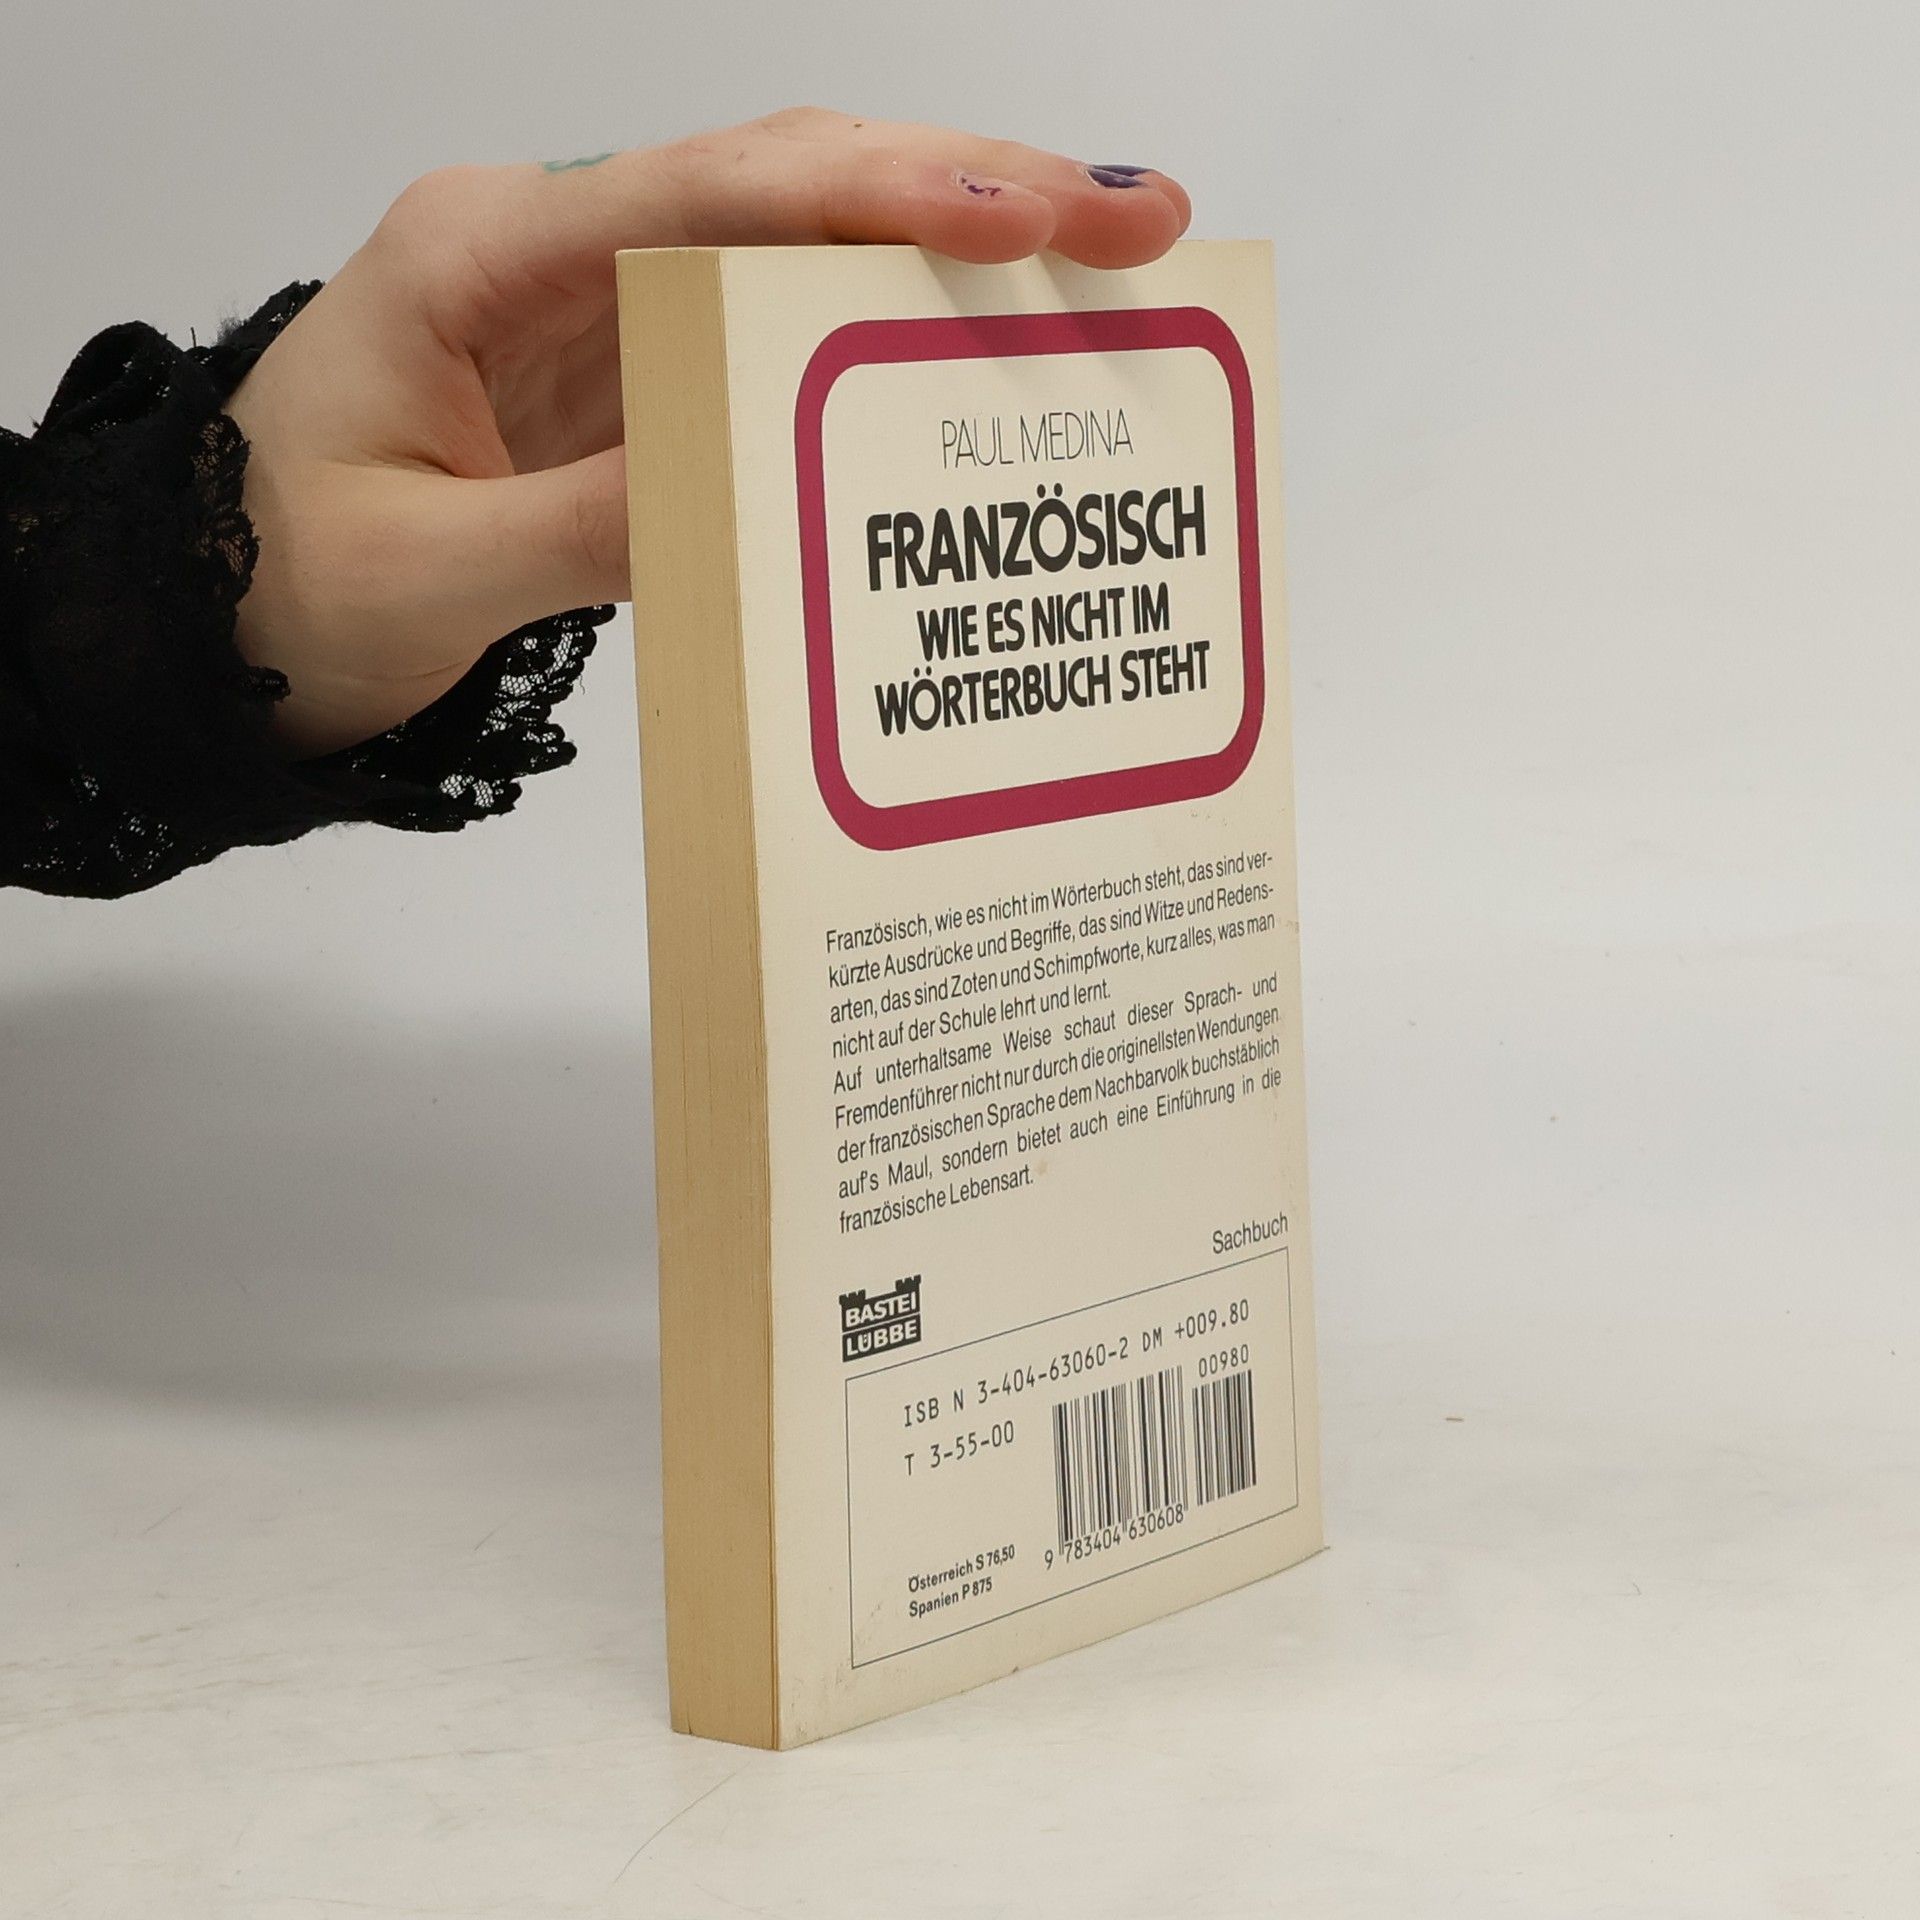 PAUL MEDINA
FRANZÖSISCH
WIE ES NICHT IM
WÖRTERBUCH STEHT
Französisch, wie es nicht im Wörterbuch steht, das sind ver-
kürzte Ausdrücke und Begriffe, das sind Witze und Redens-
arten, das sind Zoten und Schimpfworte, kurz alles, was man
nicht auf der Schule lehrt und lernt.
Auf unterhaltsame Weise schaut dieser Sprach- und
Fremdenführer nicht nur durch die originellsten Wendungen
der französischen Sprache dem Nachbarvolk buchstäblich
auf's Maul, sondern bietet auch eine Einführung in die
französische Lebensart.
Sachbuch
BASTEI
LÜBBE
ISB N 3-404-63060-2 DM +009.80
T 3-55-00
00980
9 783404 630608
Österreich S 76,50
Spanien P 875